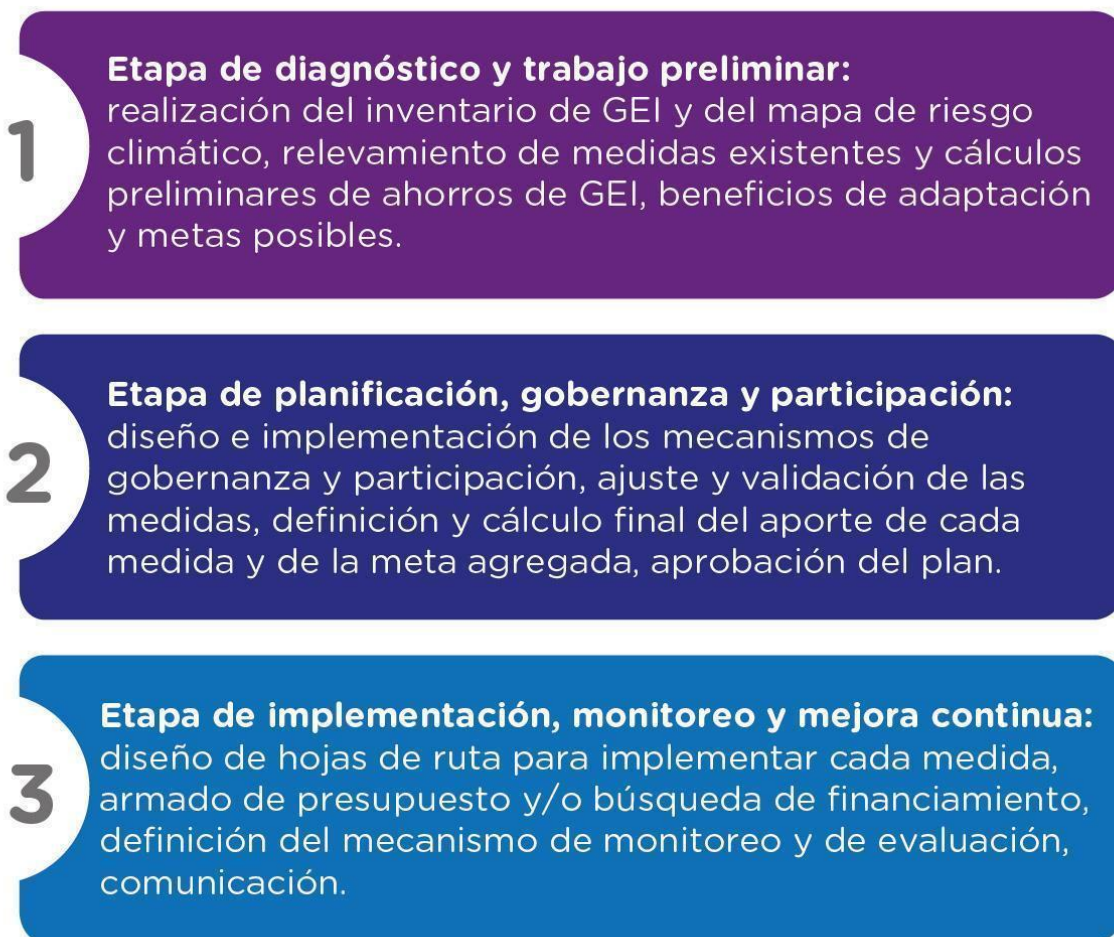 1
Etapa de diagnóstico y trabajo preliminar:
realización del inventario de GEI y del mapa de riesgo
climático, relevamiento de medidas existentes y cálculos
preliminares de ahorros de GEI, beneficios de adaptación
y metas posibles.
2
Etapa de planificación, gobernanza y participación:
diseño e implementación de los mecanismos de
gobernanza y participación, ajuste y validación de las
medidas, definición y cálculo final del aporte de cada
medida y de la meta agregada, aprobación del plan.
3
Etapa de implementación, monitoreo y mejora continua:
diseño de hojas de ruta para implementar cada medida,
armado de presupuesto y/o búsqueda de financiamiento,
definición del mecanismo de monitoreo y de evaluación,
comunicación.